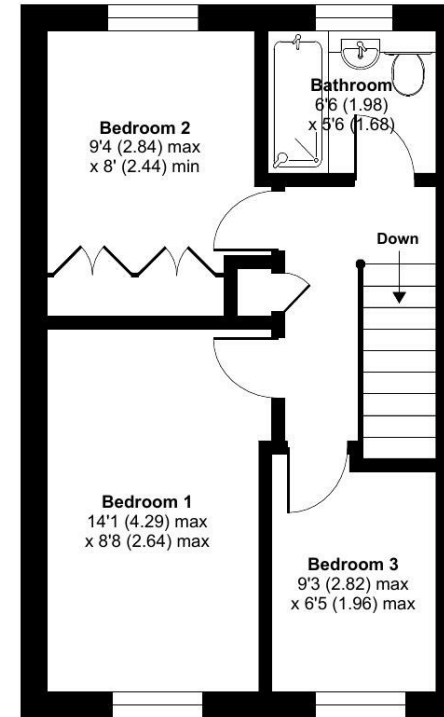 Bathroom
6'6 (1.98)
x 5'6 (1.68)
Bedroom 2
9'4 (2.84) max
x 8' (2.44) min
Down
Bedroom 1
14'1 (4.29) max
x 8'8 (2.64) max
Bedroom 3
9'3 (2.82) max
x 6'5 (1.96) max